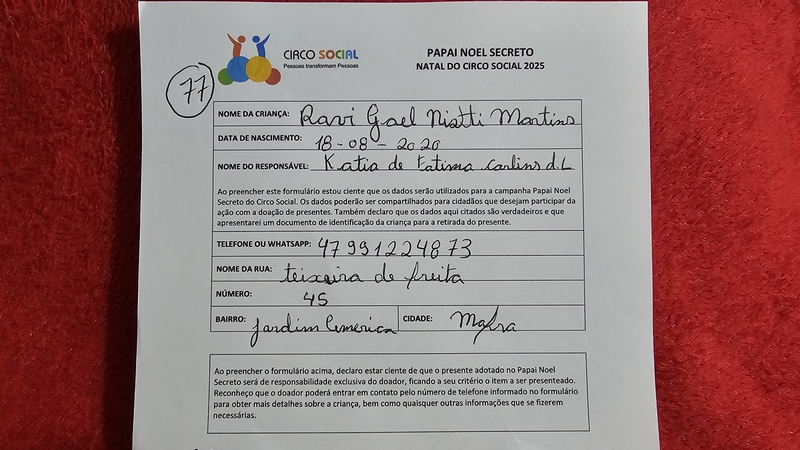 CIRCO SOCIAL
Pessoas transformam Pessoas
PAPAI NOEL SECRETO
NATAL DO CIRCO SOCIAL 2025
77
NOME DA CRIANÇA: Ravi Gael Niatti Martins
DATA DE NASCIMENTO: 18-08-2020
NOME DO RESPONSÁVEL: Katia de Fatima Carlins d.L
Ao preencher este formulário estou ciente que os dados serão utilizados para a campanha Papai Noel
Secreto do Circo Social. Os dados poderão ser compartilhados para cidadãos que desejam participar da
ação com a doação de presentes. Também declaro que os dados aqui citados são verdadeiros e que
apresentarei um documento de identificação da criança para a retirada do presente.
TELEFONE OU WHATSAPP: 47991224873
NOME DA RUA: teixeira de freita
NÚMERO: 45
BAIRRO: Jardim America CIDADE: Mafra
Ao preencher o formulário acima, declaro estar ciente de que o presente adotado no Papai Noel
Secreto será de responsabilidade exclusiva do doador, ficando a seu critério o item a ser presenteado.
Reconheço que o doador poderá entrar em contato pelo número de telefone informado no formulário
para obter mais detalhes sobre a criança, bem como quaisquer outras informações que se fizerem
necessárias.